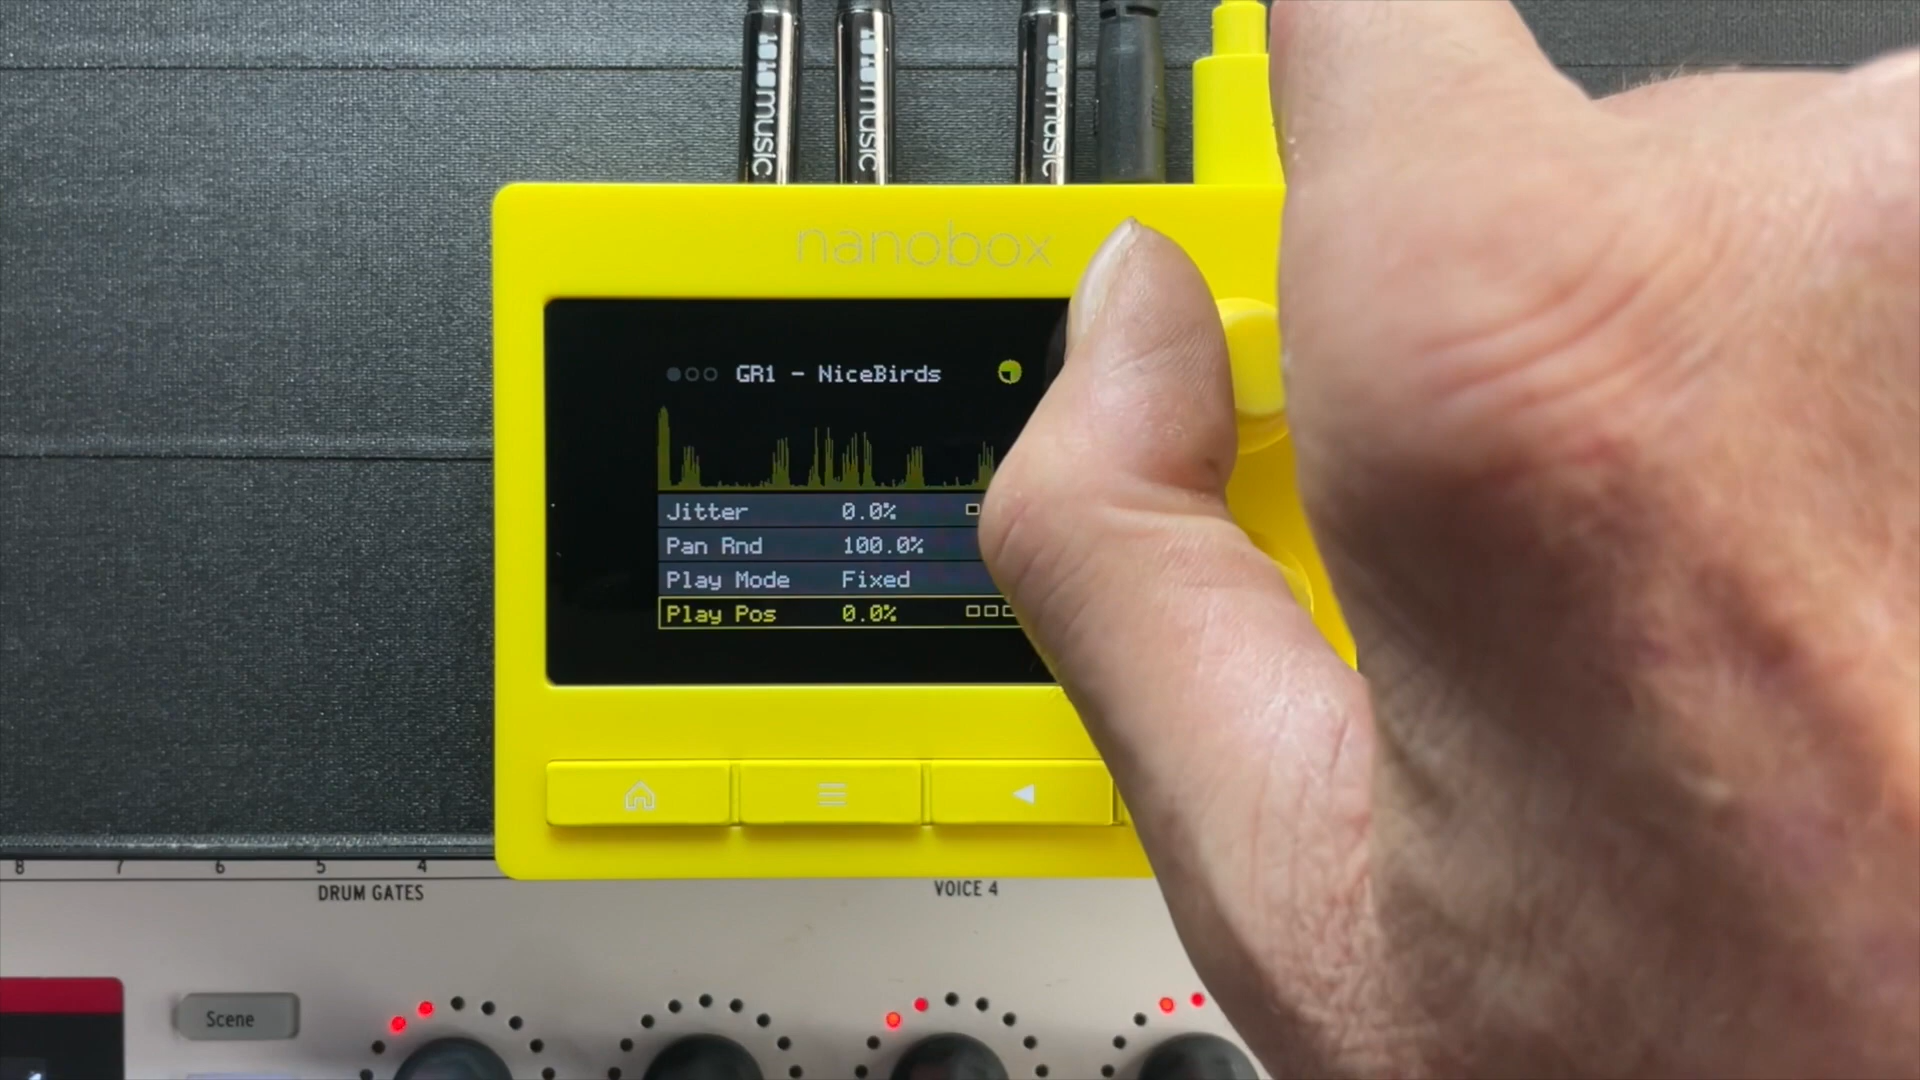 1010music
1010music
1010music
nanobox
GR1 - NiceBirds
Jitter 0.0%
Pan Rnd 100.0%
Play Mode Fixed
Play Pos 0.0%
8 7 6 5 4
DRUM GATES
VOICE 4
Scene